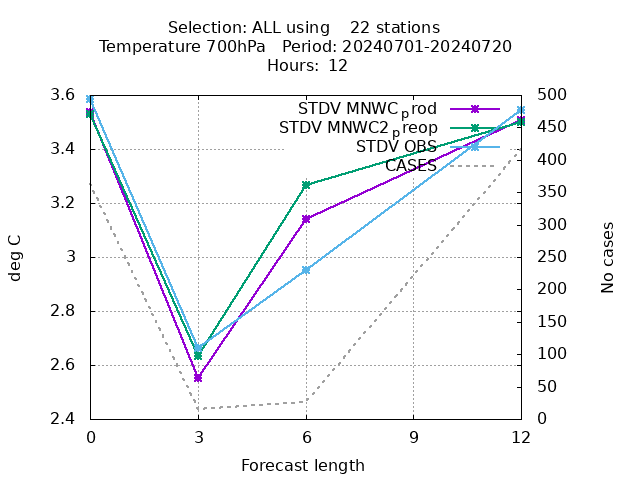 Selection: ALL using 22 stations
Temperature 700hPa Period: 20240701-20240720
Hours: 12
STDV MNWCprod
STDV MNWC2preop
STDV OBS
CASES
3.6
3.4
3.2
3
2.8
2.6
2.4
500
450
400
350
300
250
200
150
100
50
0
deg C
No cases
0 3 6 9 12
Forecast length